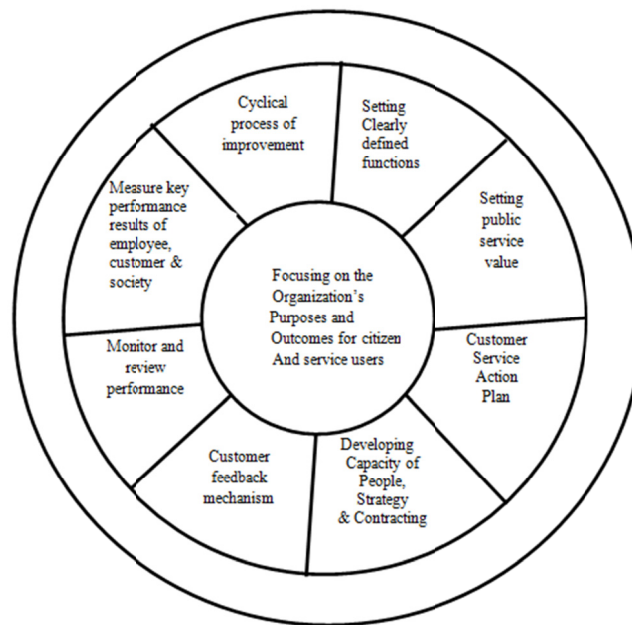 Cyclical
process of
improvement
Setting
Clearly
defined
functions
Setting
public
service
value
Customer
Service
Action
Plan
Developing
Capacity of
People,
Strategy
& Contracting
Customer
feedback
mechanism
Monitor and
review
performance
Measure key
performance
results of
employee,
customer &
society
Focusing on the
Organization's
Purposes and
Outcomes for citizen
And service users